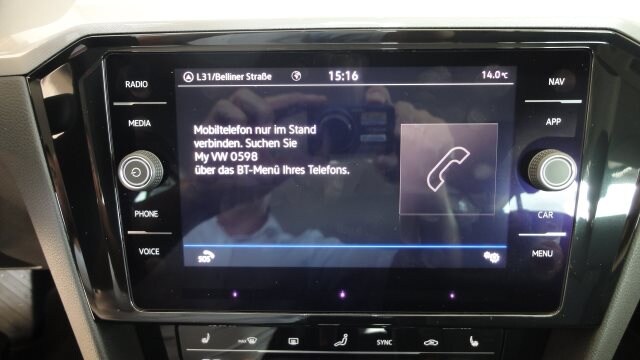 RADIO
MEDIA
PHONE
VOICE
L31/Belliner Straße 15:16 14.0°C
Mobiltelefon nur im Stand
verbinden. Suchen Sie
My VW 0598
über das BT-Menü Ihres Telefons.
SOS
NAV
APP
CAR
MENU
SYNC